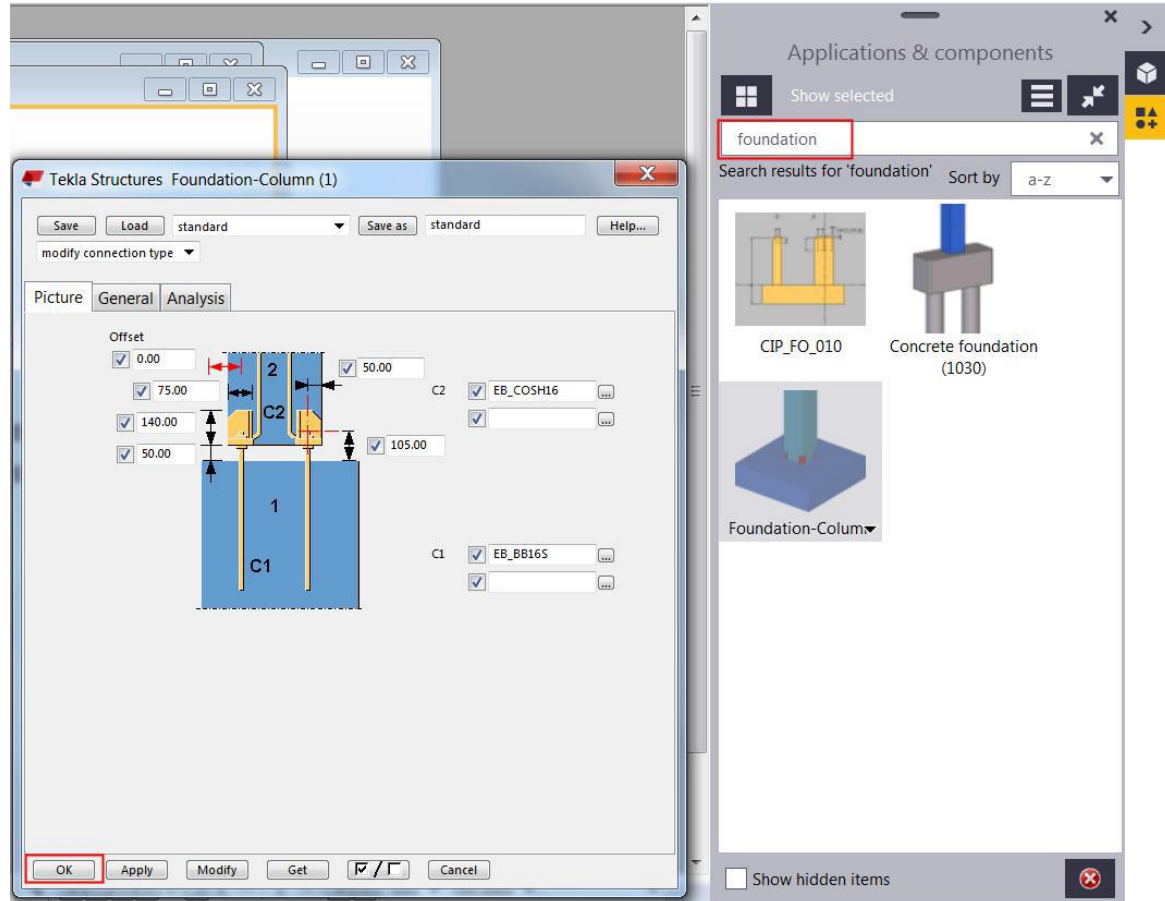 Applications & components
Show selected
foundation
Search results for 'foundation'
Sort by
a-z
CIP_FO_010
Concrete foundation
(1030)
Foundation-Colum
Show hidden items
Tekla Structures Foundation-Column (1)
Save
Load
standard
Save as
standard
Help...
modify connection type
Picture
General
Analysis
Offset
0.00
75.00
140.00
50.00
2
C2
50.00
105.00
1
C1
C2
EB_COSH16
...
...
C1
EB_BB16S
...
...
OK
Apply
Modify
Get
/
Cancel